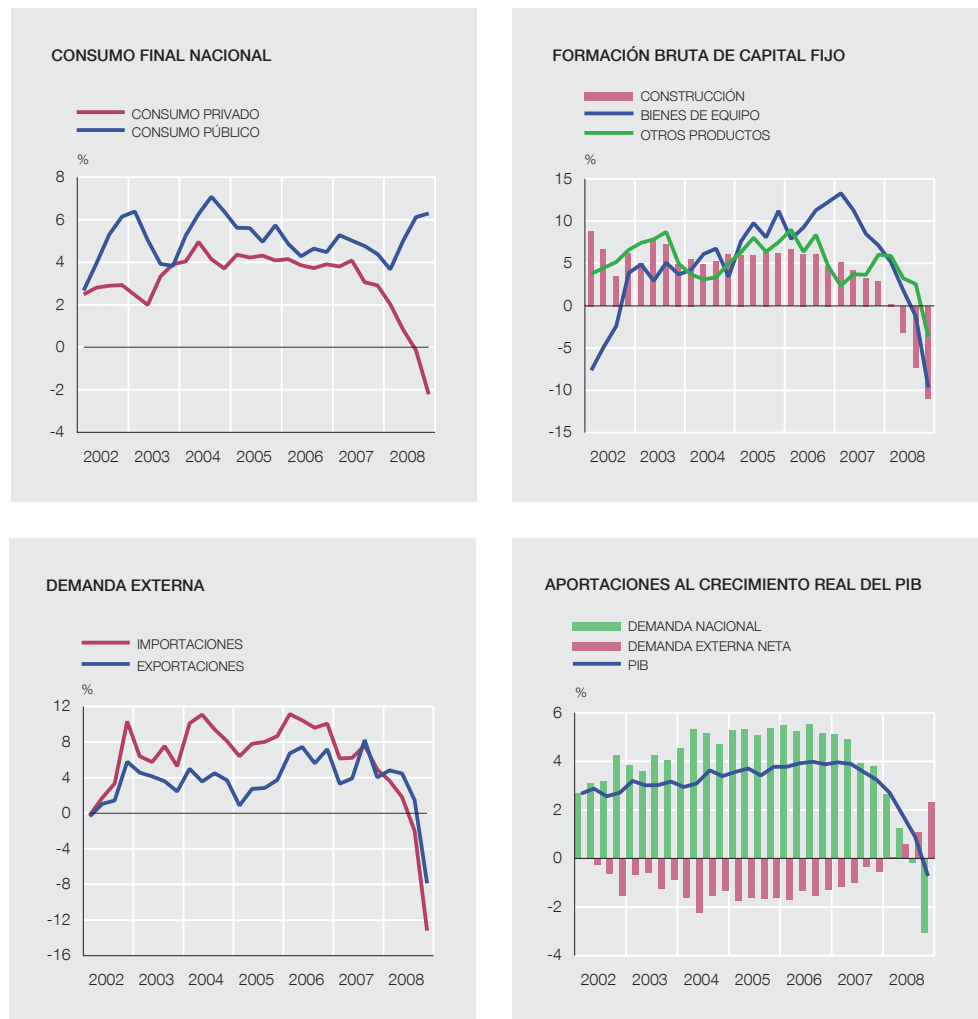 CONSUMO FINAL NACIONAL
CONSUMO PRIVADO
CONSUMO PÚBLICO
%
8
6
4
2
0
-2
-4
2002 2003 2004 2005 2006 2007 2008
FORMACIÓN BRUTA DE CAPITAL FIJO
CONSTRUCCIÓN
BIENES DE EQUIPO
OTROS PRODUCTOS
%
15
10
5
0
-5
-10
-15
2002 2003 2004 2005 2006 2007 2008
DEMANDA EXTERNA
IMPORTACIONES
EXPORTACIONES
%
12
8
4
0
-4
-8
-12
-16
2002 2003 2004 2005 2006 2007 2008
APORTACIONES AL CRECIMIENTO REAL DEL PIB
DEMANDA NACIONAL
DEMANDA EXTERNA NETA
PIB
%
6
4
2
0
-2
-4
2002 2003 2004 2005 2006 2007 2008